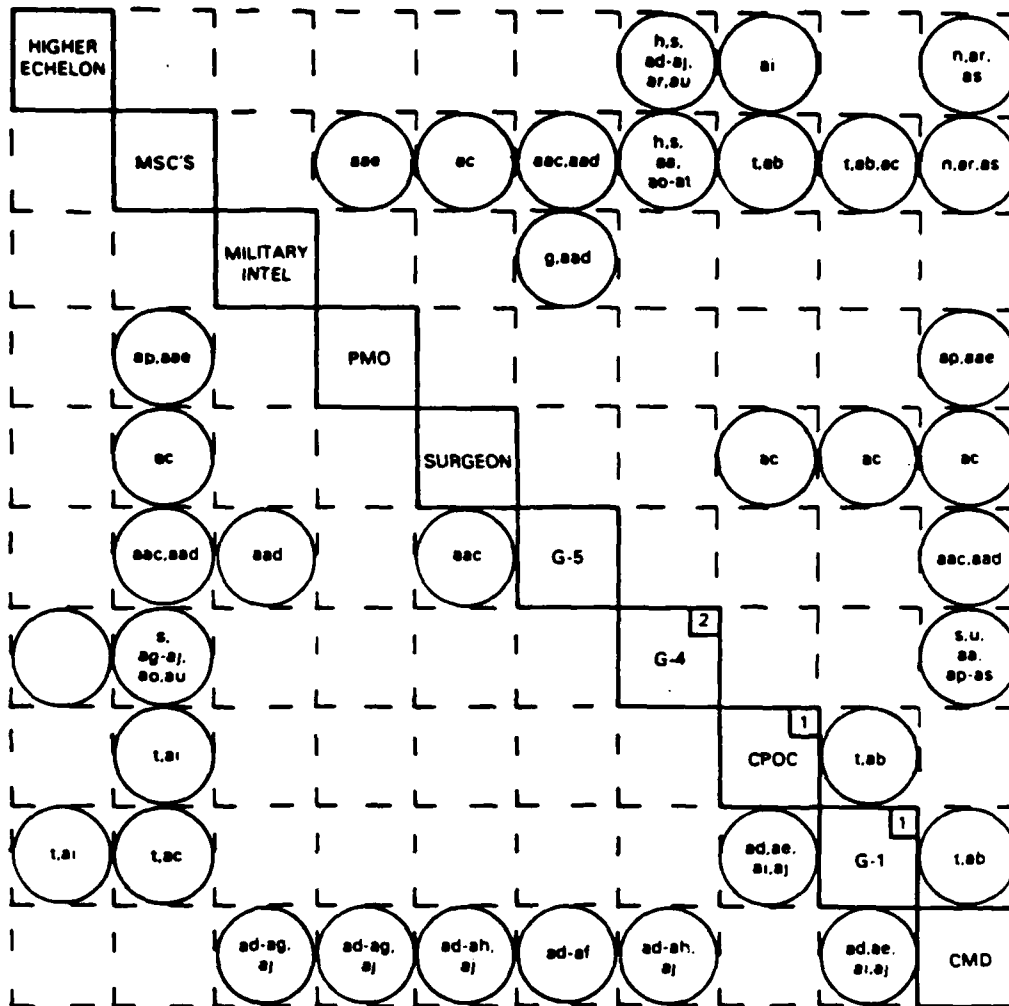 HIGHER
ECHELON
h,s,
ad-aj,
ar,au
ai
n,ar,
as
MSC'S
aae
ac
aac,aad
h,s,
aa,
ao-at
t,ab
t,ab,ac
n,ar,as
MILITARY
INTEL
g,aad
ap,aae
PMO
ap,aae
ac
SURGEON
ac
ac
ac
aac,aad
aad
aac
G-5
aac,aad
s,
ag-aj,
ao,au
G-4
2
s,u,
aa,
ap-as
t,ai
CPOC
1
t,ab
t,ai
t,ac
ad,ae,
ai,aj
G-1
1
t,ab
ad-ag,
aj
ad-ag,
aj
ad-ah,
aj
ad-af
ad-ah,
aj
ad,ae,
ai,aj
CMD